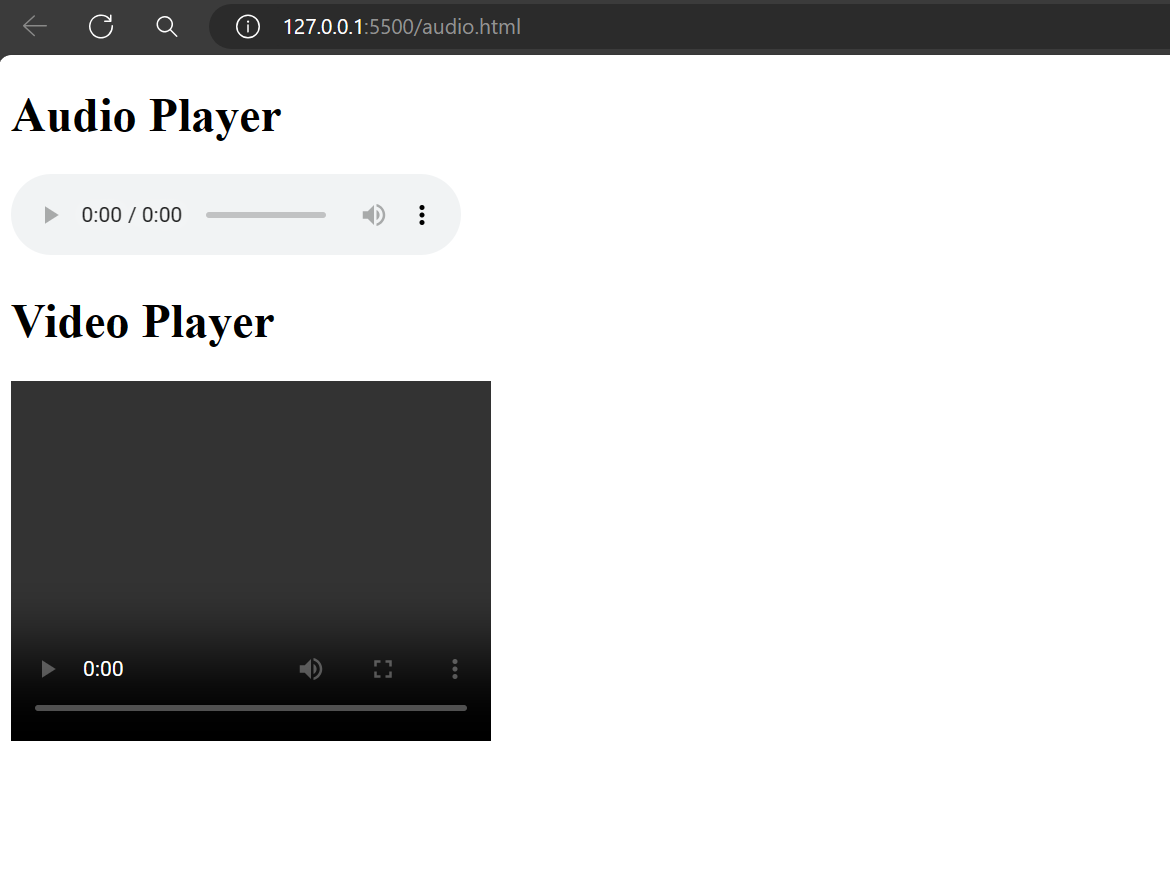 127.0.0.1:5500/audio.html
Audio Player
0:00 / 0:00
Video Player
0:00